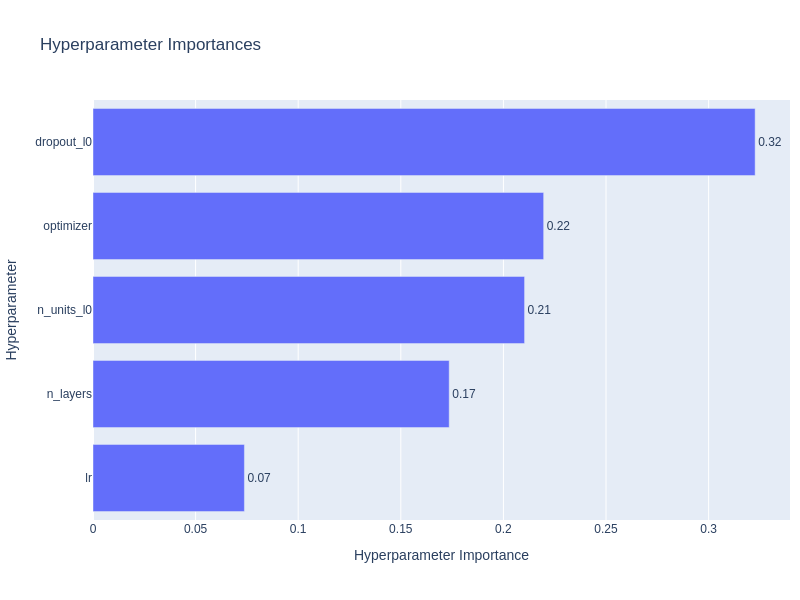 Hyperparameter Importances
Hyperparameter
dropout_l0
0.32
optimizer
0.22
n_units_l0
0.21
n_layers
0.17
lr
0.07
0 0.05 0.1 0.15 0.2 0.25 0.3
Hyperparameter Importance